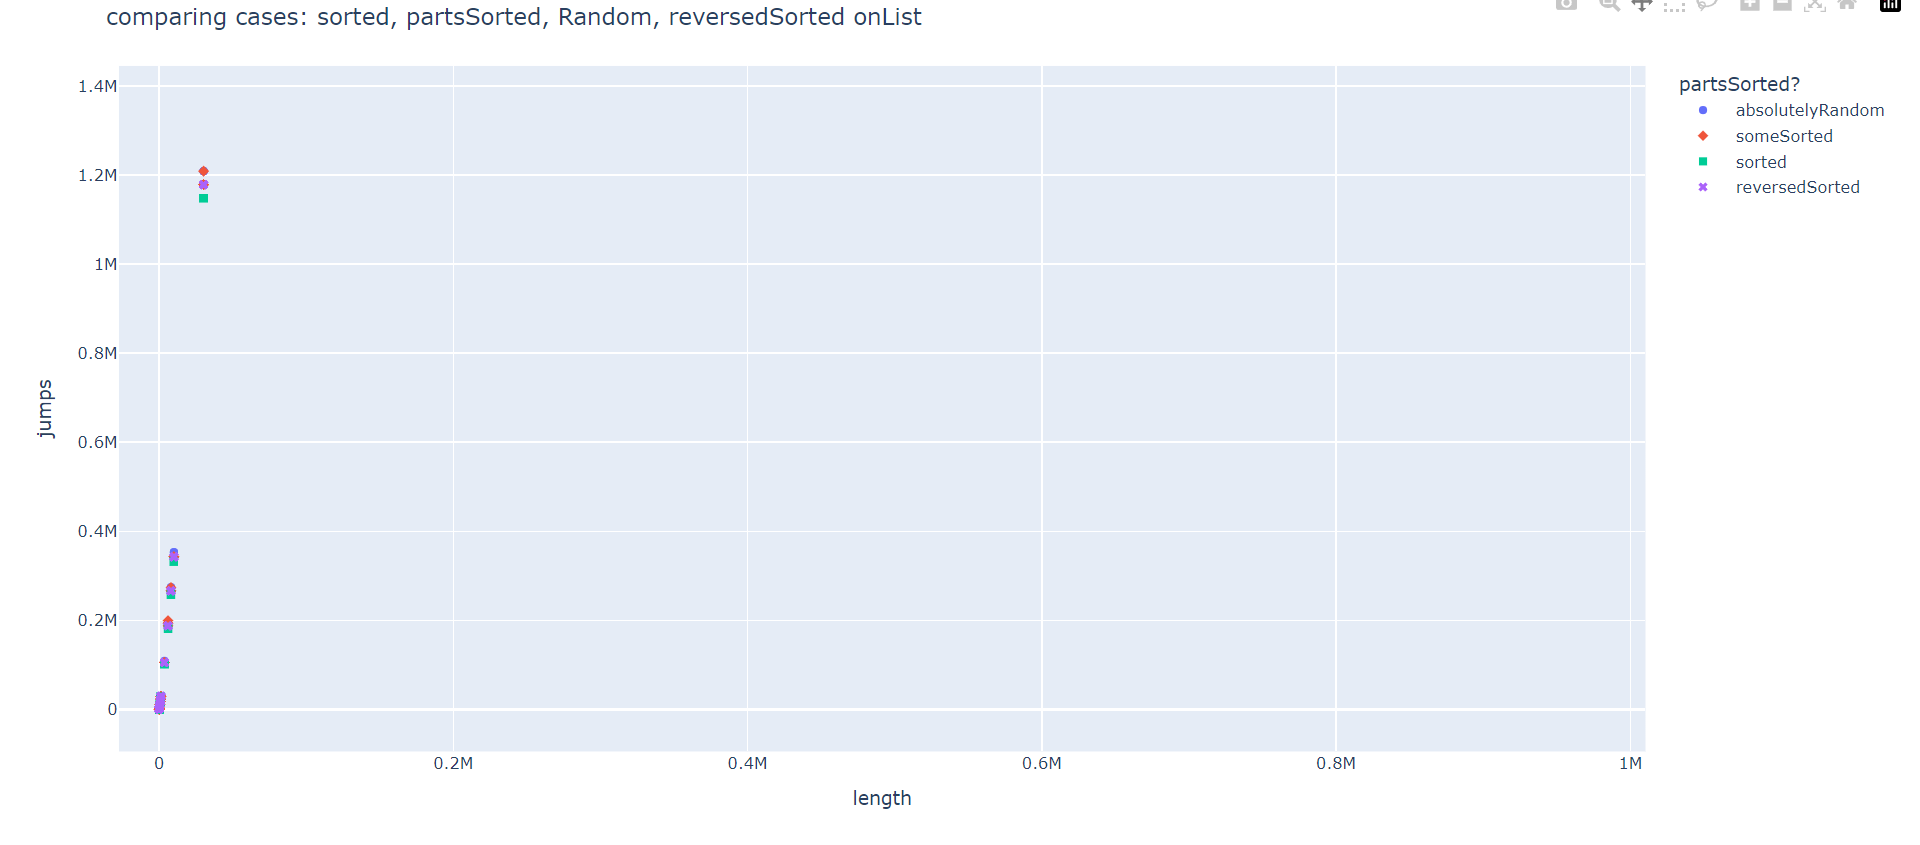 comparing cases: sorted, partsSorted, Random, reversedSorted onList
1.4M
1.2M
1M
0.8M
0.6M
0.4M
0.2M
0
jumps
0
0.2M
0.4M
0.6M
0.8M
1M
length
partsSorted?
absolutelyRandom
someSorted
sorted
reversedSorted